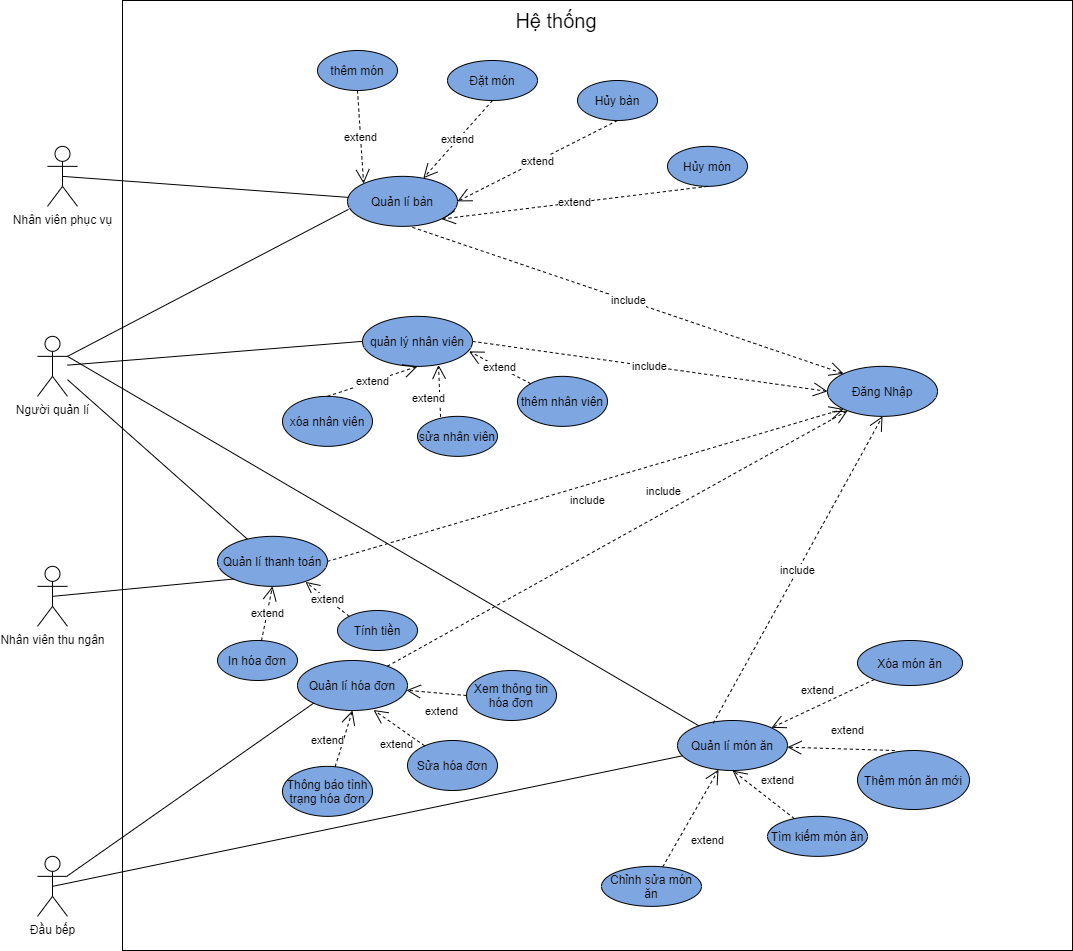 Hệ thống
thêm món
Đặt món
Hủy bàn
Hủy món
extend
extend
extend
extend
Quản lí bàn
Nhân viên phục vụ
include
quản lý nhân viên
include
extend
extend
extend
xóa nhân viên
sửa nhân viên
thêm nhân viên
Đăng Nhập
Người quản lí
include
include
Quản lí thanh toán
extend
extend
Tính tiền
In hóa đơn
Nhân viên thu ngân
include
Quản lí hóa đơn
Xem thông tin
hóa đơn
extend
extend
extend
Sửa hóa đơn
Thông báo tình
trạng hóa đơn
Xóa món ăn
extend
Quản lí món ăn
extend
Thêm món ăn mới
extend
Tìm kiếm món ăn
extend
Chỉnh sửa món
ăn
Đầu bếp